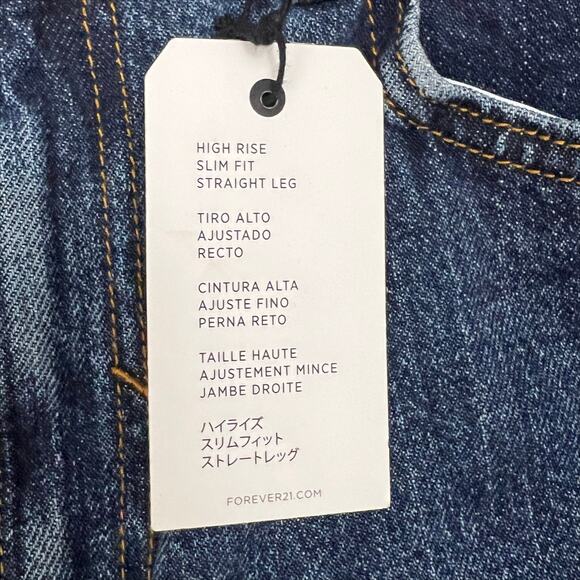 HIGH RISE
SLIM FIT
STRAIGHT LEG
TIRO ALTO
AJUSTADO
RECTO
CINTURA ALTA
AJUSTE FINO
PERNA RETO
TAILLE HAUTE
AJUSTEMENT MINCE
JAMBE DROITE
ハイライズ
スリムフィット
ストレートレッグ
FOREVER21.COM